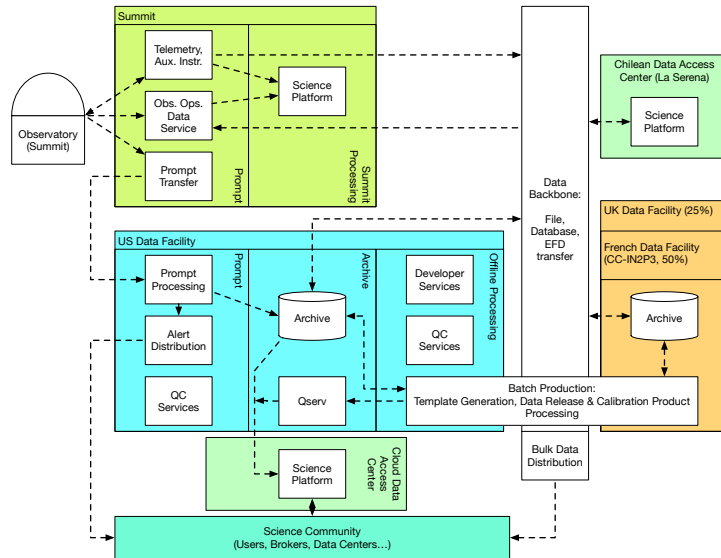 Summit
Telemetry,
Aux. Instr.
Science
Platform
Obs. Ops.
Data
Service
Prompt
Transfer
Prompt
Summit
Processing
Observatory
(Summit)
Chilean Data Access
Center (La Serena)
Science
Platform
Data
Backbone:
File,
Database,
EFD
transfer
UK Data Facility (25%)
French Data Facility
(CC-IN2P3, 50%)
Archive
US Data Facility
Prompt
Processing
Alert
Distribution
QC
Services
Prompt
Archive
Qserv
Archive
Developer
Services
QC
Services
Offline Processing
Batch Production:
Template Generation, Data Release & Calibration Product
Processing
Bulk Data
Distribution
Science
Platform
Cloud Data
Access
Center
Science Community
(Users, Brokers, Data Centers…)